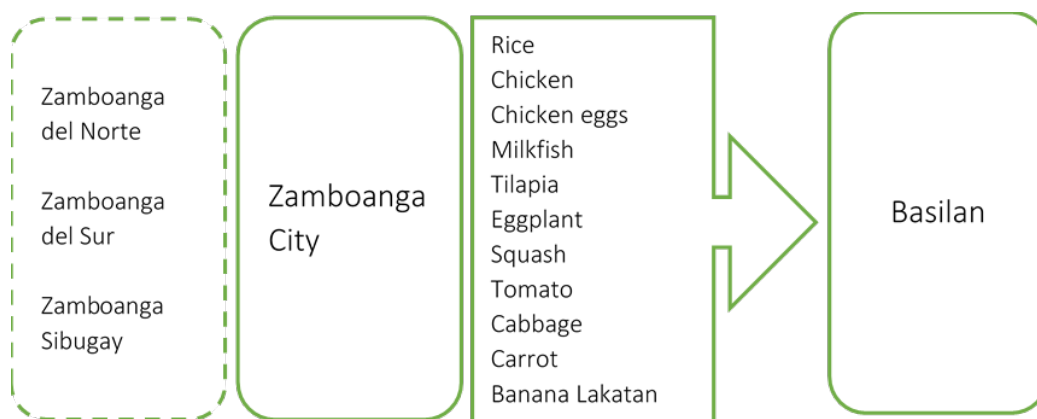 Zamboanga
del Norte
Zamboanga
del Sur
Zamboanga
Sibugay
Zamboanga
City
Rice
Chicken
Chicken eggs
Milkfish
Tilapia
Eggplant
Squash
Tomato
Cabbage
Carrot
Banana Lakatan
Basilan